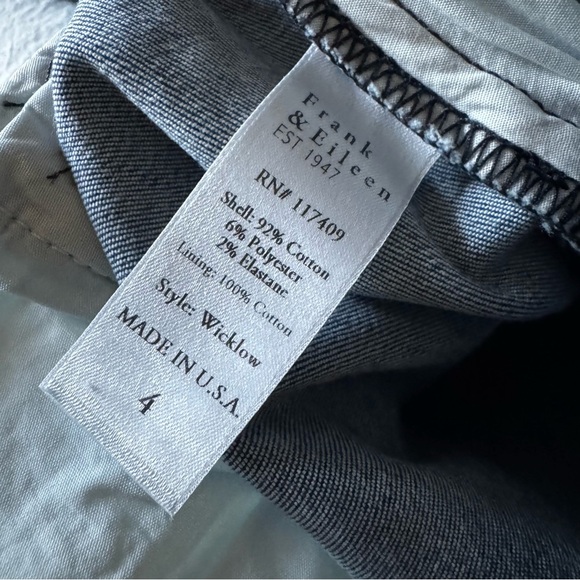 Frank
& Eileen
EST 1947
RN# 117409
Shell: 92% Cotton
6% Polyester
2% Elastane
Lining: 100% Cotton
Style: Wicklow
MADE IN U.S.A.
4